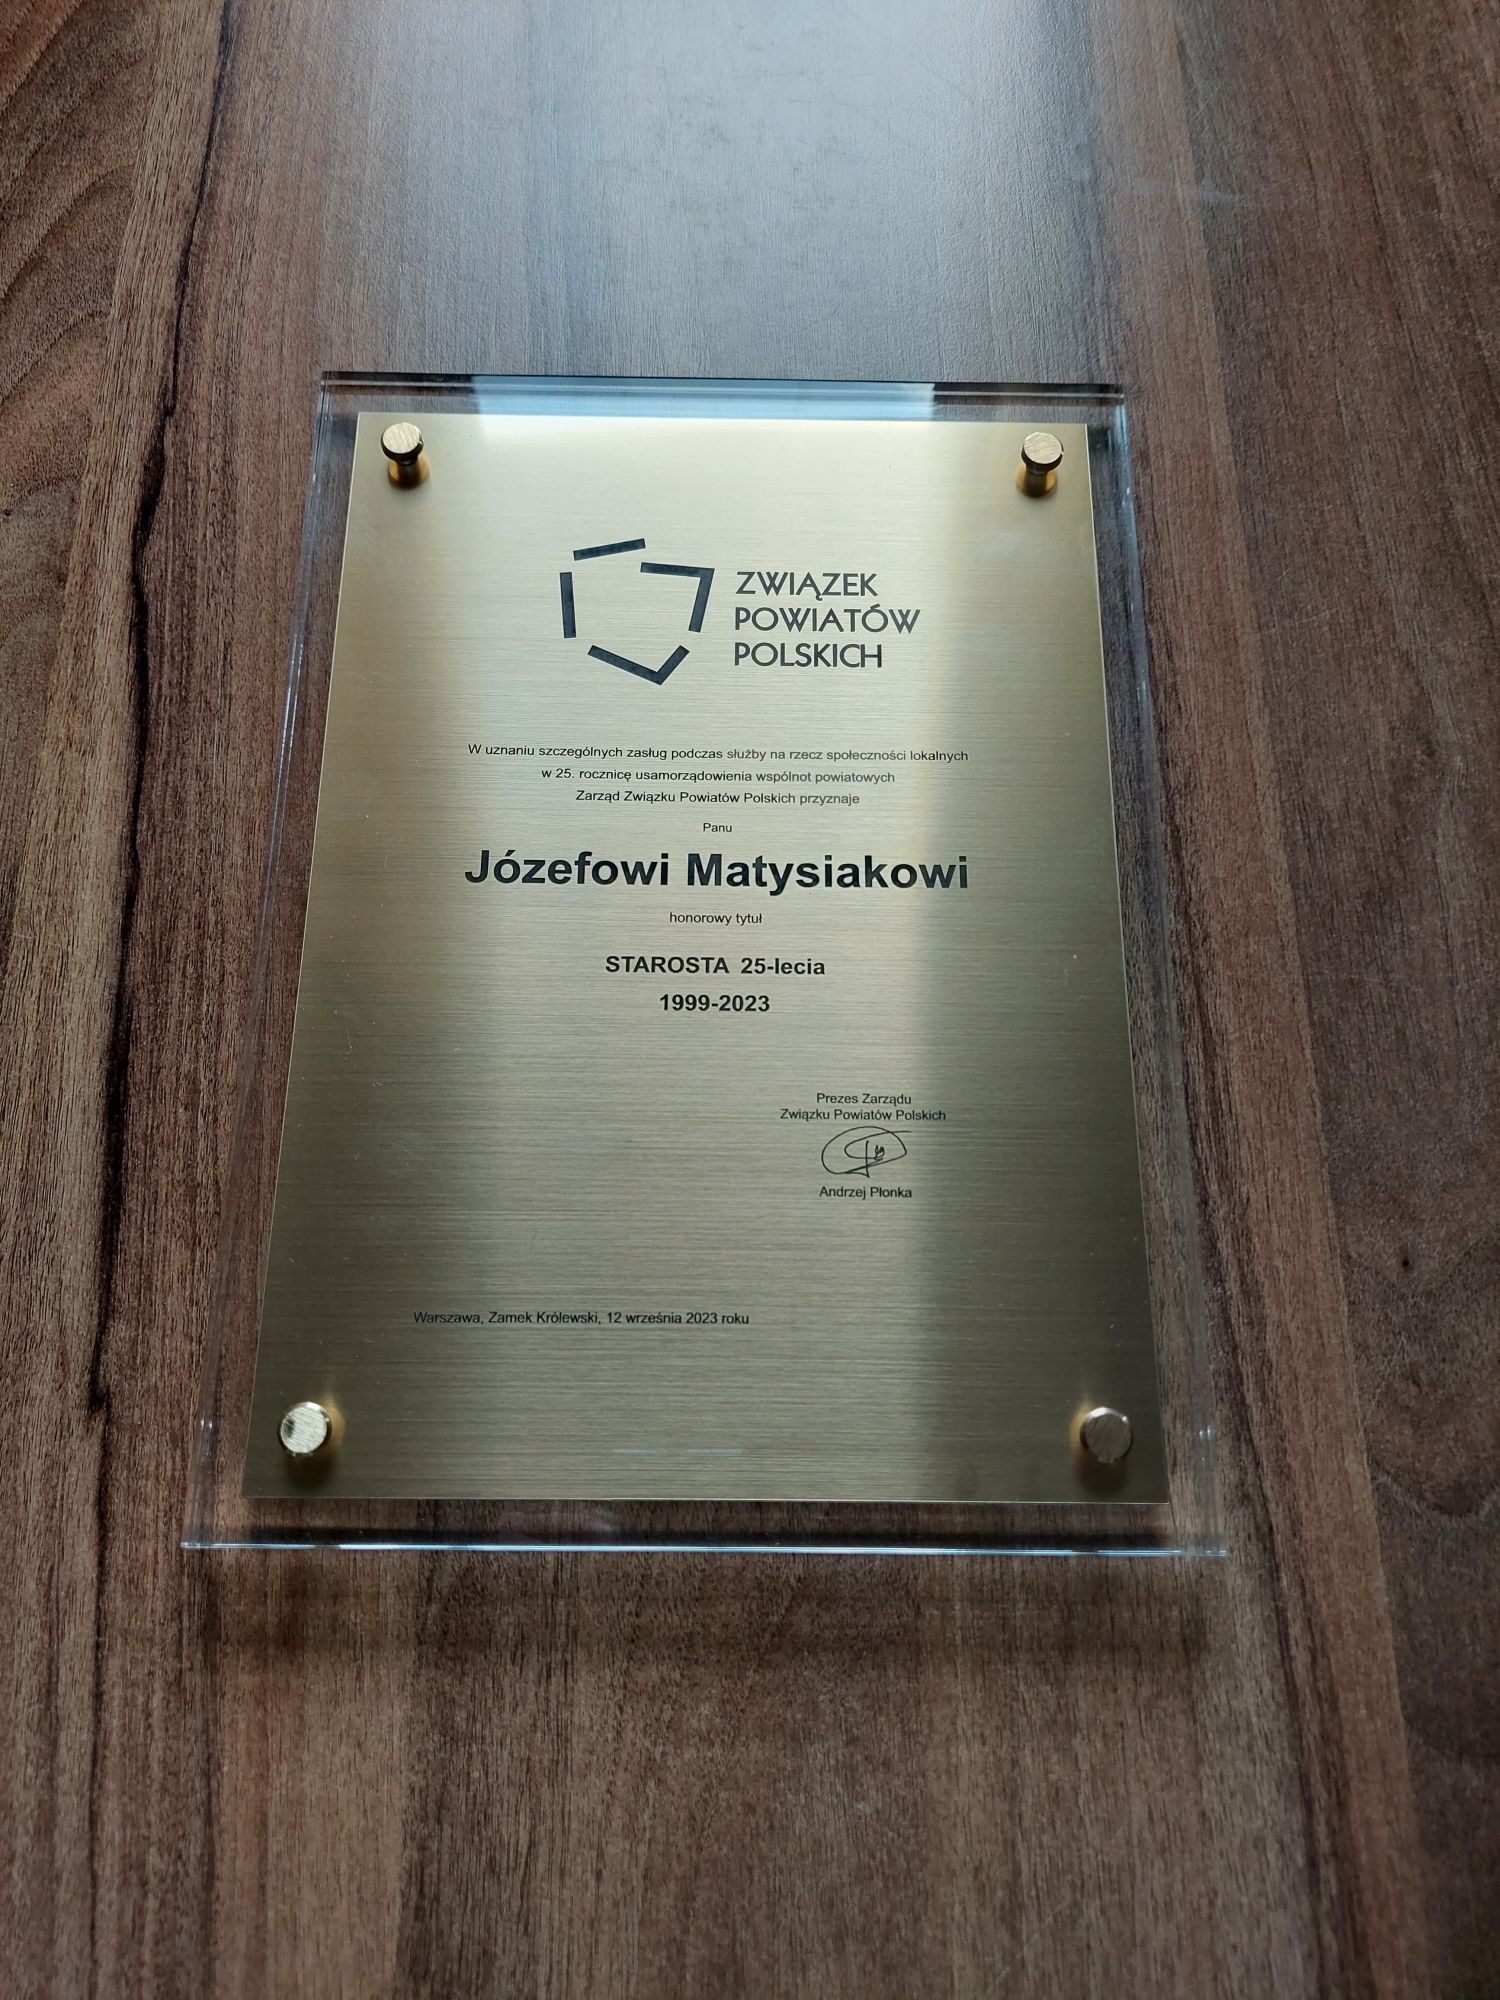 ZWIĄZEK
POWIATÓW
POLSKICH
W uznaniu szczególnych zasług podczas służby na rzecz społeczności lokalnych
w 25. rocznicę usamorządowienia wspólnot powiatowych
Zarząd Związku Powiatów Polskich przyznaje
Panu
Józefowi Matysiakowi
honorowy tytuł
STAROSTA 25-lecia
1999-2023
Prezes Zarządu
Związku Powiatów Polskich
Andrzej Płonka
Warszawa, Zamek Królewski, 12 września 2023 roku